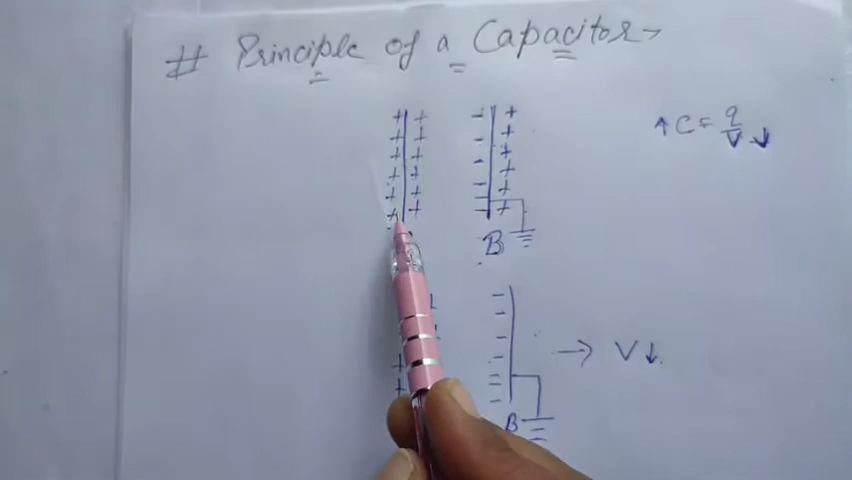 # Principle of a Capacitor →
+ + - +
+ + - +
+ + - +
+ + - +
+ + - +
+ + - +
↑ C = q/V ↓
B
-
-
-
-
-
-
→ V↓
+
+
B